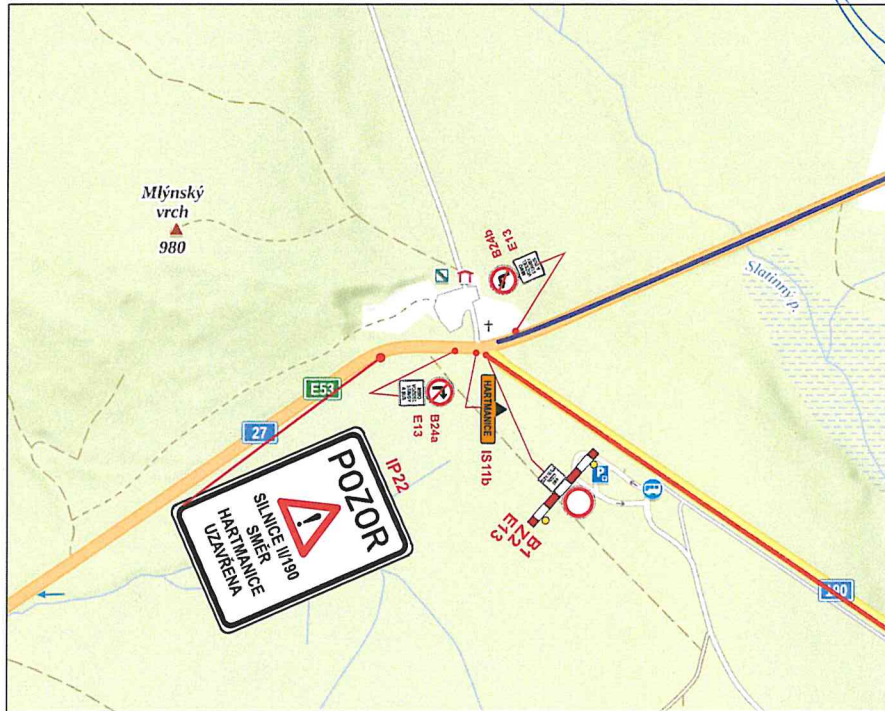 Mlýnský
vrch
980
Slatinný p.
E13
B24b
E53
27
B24a
E13
HARTMANICE
IS11b
P
B1
Z2
E13
190
IP22
POZOR
SILNICE II/190
SMĚR
HARTMANICE
UZAVŘENA